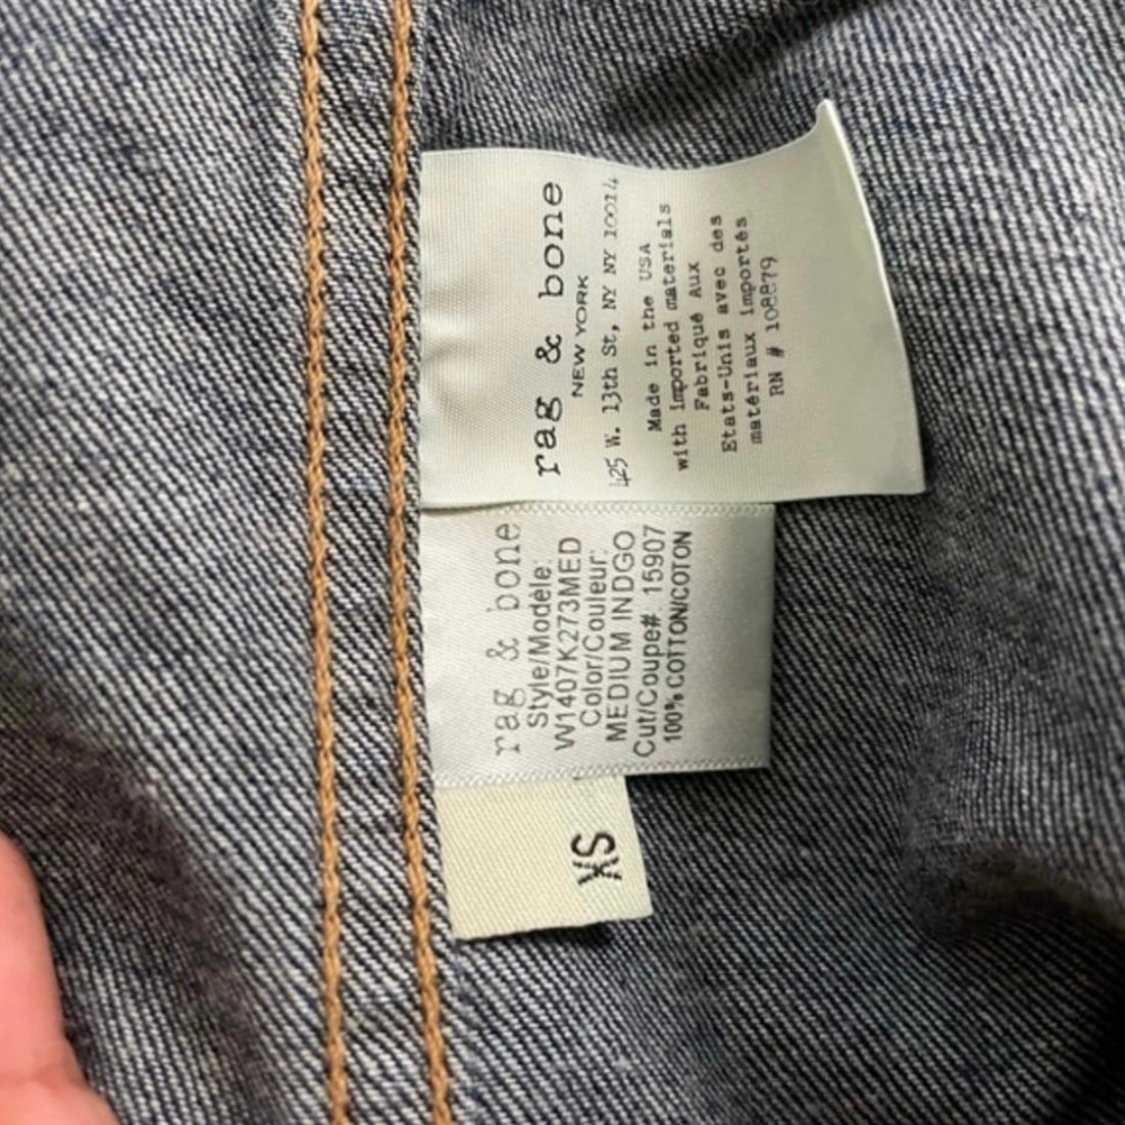 rag & bone
NEW YORK
425 W. 13th St, NY NY 10014
Made in the USA
with imported materials
Fabriqué Aux
Etats-Unis avec des
matériaux importés
RN # 108879
rag & bone
Style/Modèle:
W1407K273MED
Color/Couleur:
MEDIUM INDGO
Cut/Coupe#: 15907
100% COTTON/COTON
XS